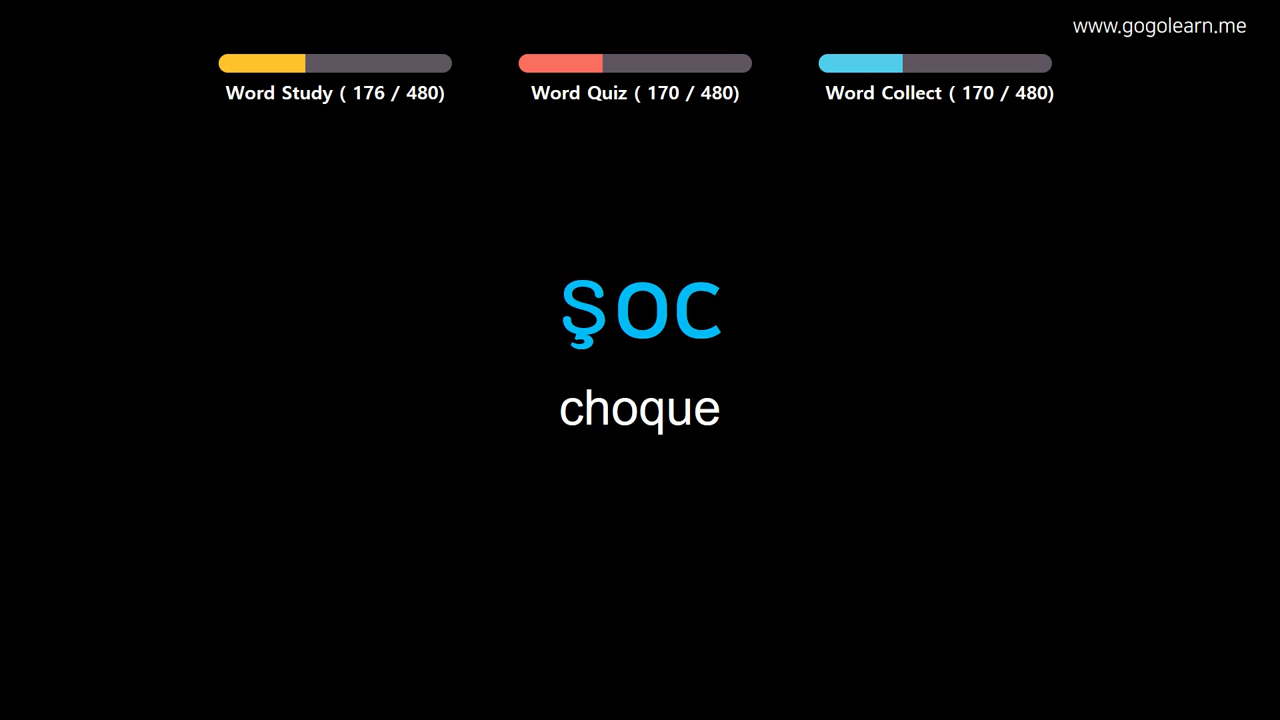 www.gogolearn.me
Word Study ( 176 / 480)
Word Quiz ( 170 / 480)
Word Collect ( 170 / 480)
şoc
choque